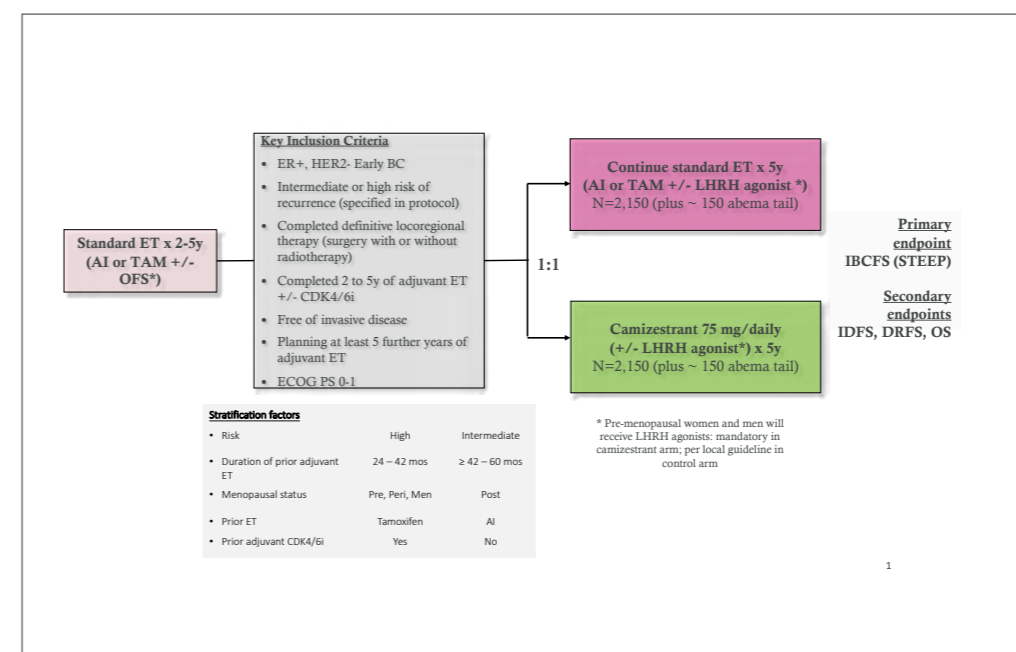 Standard ET x 2-5y
(AI or TAM +/-
OFS*)
Key Inclusion Criteria
• ER+, HER2- Early BC
• Intermediate or high risk of
recurrence (specified in protocol)
• Completed definitive locoregional
therapy (surgery with or without
radiotherapy)
• Completed 2 to 5y of adjuvant ET
+/- CDK4/6i
• Free of invasive disease
• Planning at least 5 further years of
adjuvant ET
• ECOG PS 0-1
1:1
Continue standard ET x 5y
(AI or TAM +/- LHRH agonist *)
N=2,150 (plus ~ 150 abema tail)
Camizestrant 75 mg/daily
(+/- LHRH agonist*) x 5y
N=2,150 (plus ~ 150 abema tail)
Primary
endpoint
IBCFS (STEEP)
Secondary
endpoints
IDFS, DRFS, OS
Stratification factors
• Risk High Intermediate
• Duration of prior adjuvant 24 – 42 mos ≥ 42 – 60 mos
ET
• Menopausal status Pre, Peri, Men Post
• Prior ET Tamoxifen AI
• Prior adjuvant CDK4/6i Yes No
* Pre-menopausal women and men will
receive LHRH agonists: mandatory in
camizestrant arm; per local guideline in
control arm
1